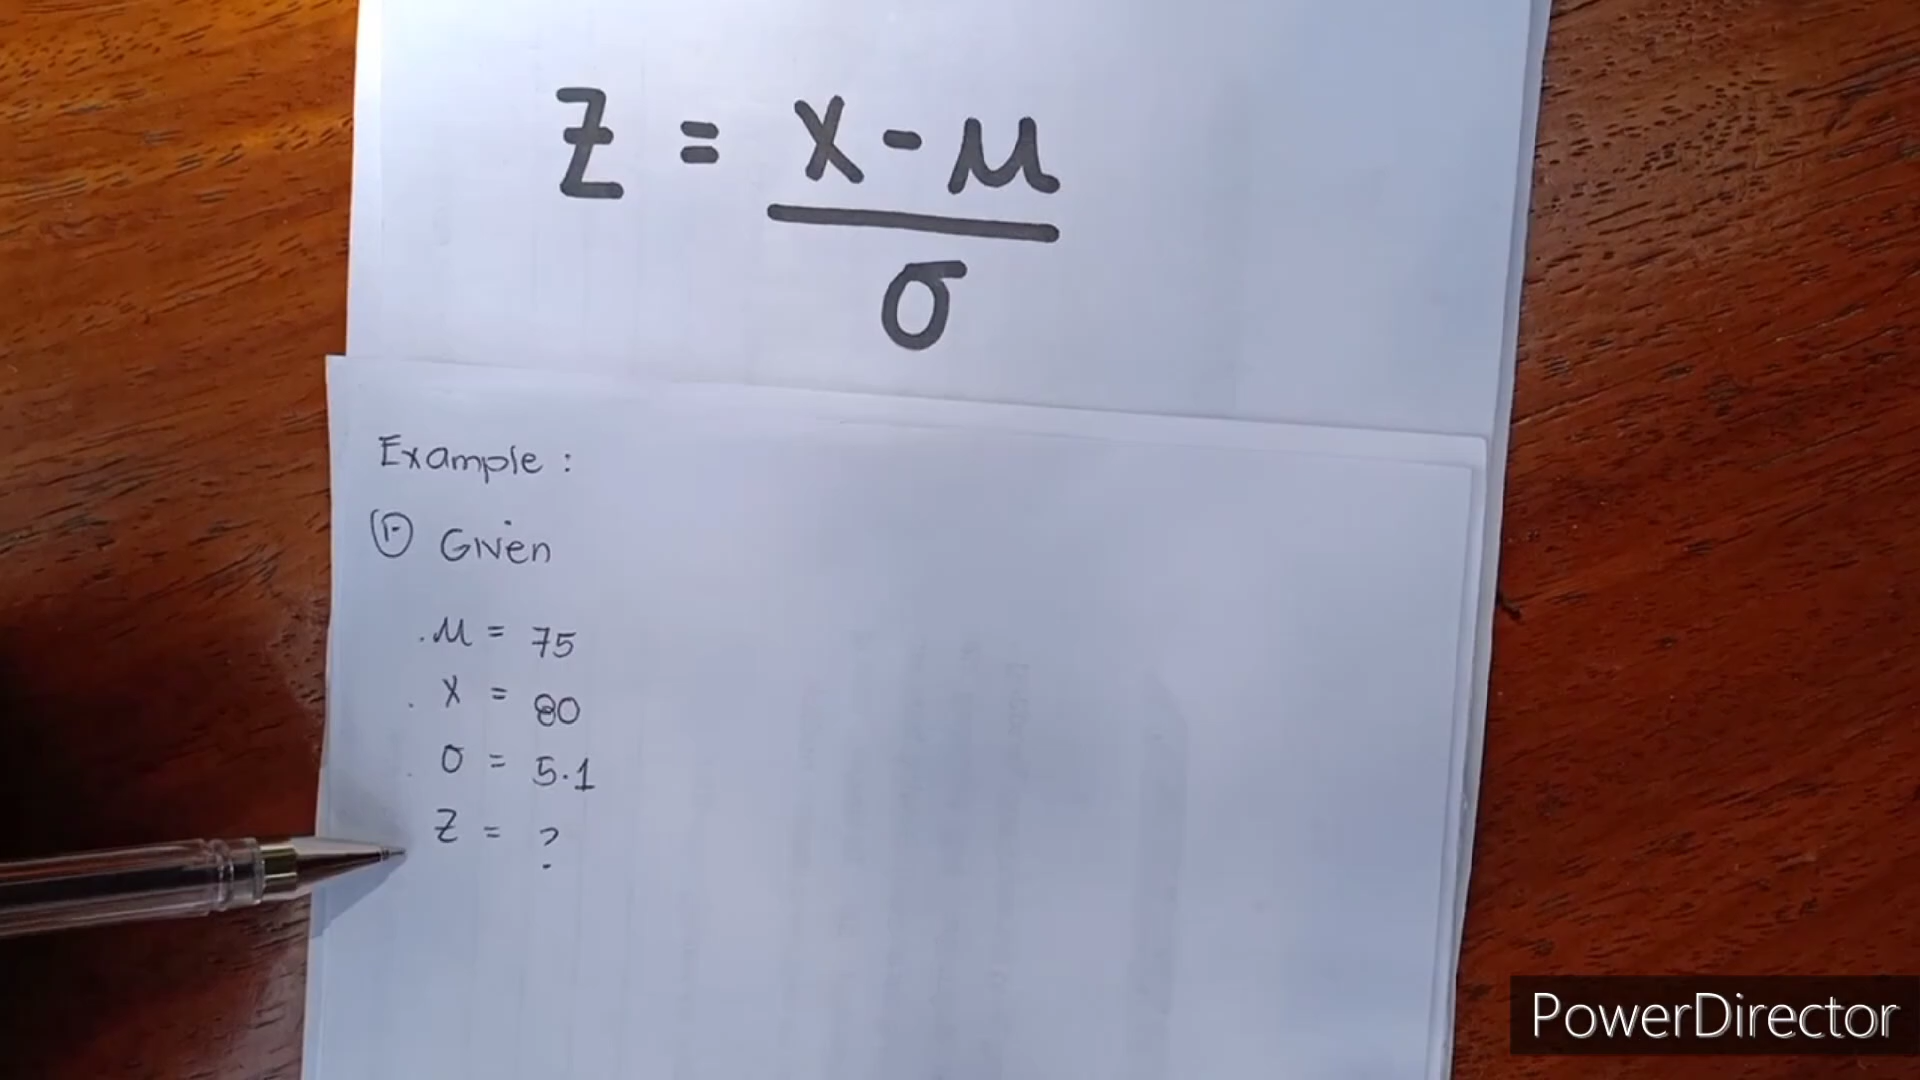 Z = X - μ
σ
Example :
1. Given
. μ = 75
. X = 80
. σ = 5.1
Z = ?
PowerDirector